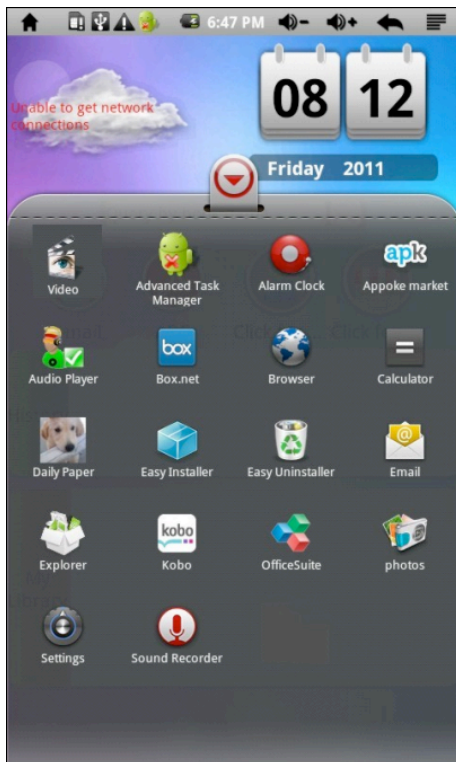 6:47 PM
Unable to get network
connections
08 12
Friday 2011
Video
Advanced Task
Manager
Alarm Clock
apk
Appoke market
Audio Player
box
Box.net
Browser
Calculator
Daily Paper
Easy Installer
Easy Uninstaller
Email
Explorer
kobo
Kobo
OfficeSuite
photos
Settings
Sound Recorder